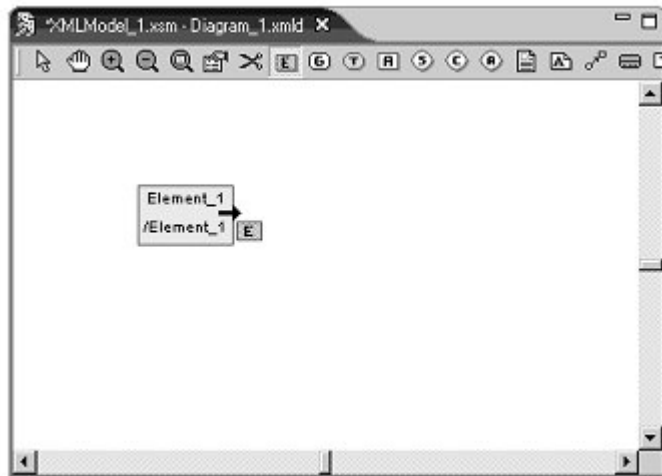 *XMLModel_1.xsm - Diagram_1.xmld
E G T A S C A A
Element_1
/Element_1
E